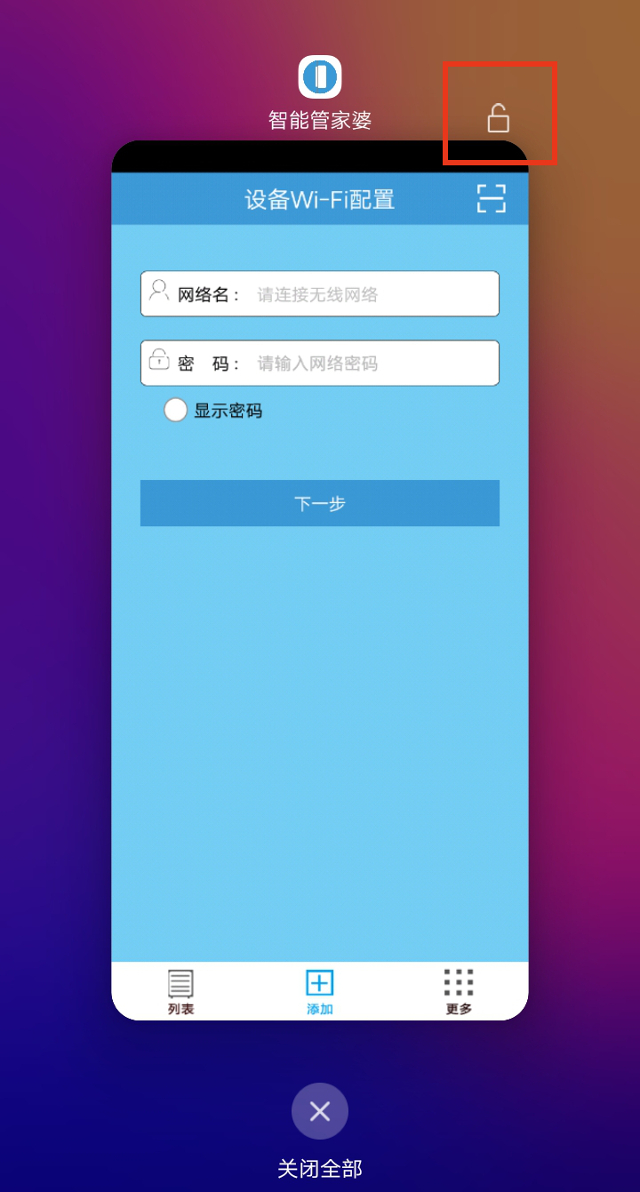 智能管家婆
设备Wi-Fi配置
网络名： 请连接无线网络
密　码： 请输入网络密码
显示密码
下一步
列表 添加 更多
关闭全部